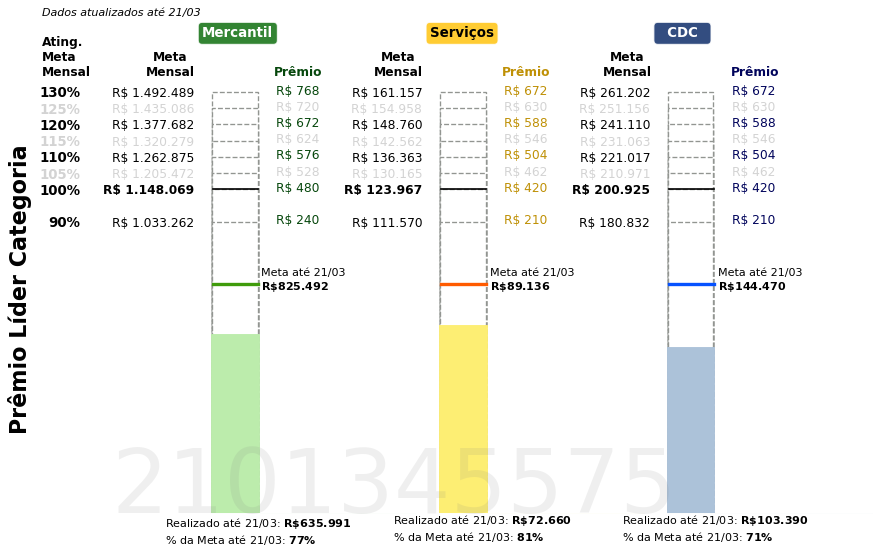 Dados atualizados até 21/03
Mercantil Serviços CDC
Ating. Meta Mensal
Meta Mensal Prêmio Meta Mensal Prêmio Meta Mensal Prêmio
130% R$ 1.492.489 R$ 768 R$ 161.157 R$ 672 R$ 261.202 R$ 672
125% R$ 1.435.086 R$ 720 R$ 154.958 R$ 630 R$ 251.156 R$ 630
120% R$ 1.377.682 R$ 672 R$ 148.760 R$ 588 R$ 241.110 R$ 588
115% R$ 1.320.279 R$ 624 R$ 142.562 R$ 546 R$ 231.063 R$ 546
110% R$ 1.262.875 R$ 576 R$ 136.363 R$ 504 R$ 221.017 R$ 504
105% R$ 1.205.472 R$ 528 R$ 130.165 R$ 462 R$ 210.971 R$ 462
100% R$ 1.148.069 R$ 480 R$ 123.967 R$ 420 R$ 200.925 R$ 420
90% R$ 1.033.262 R$ 240 R$ 111.570 R$ 210 R$ 180.832 R$ 210
Meta até 21/03 Meta até 21/03 Meta até 21/03
R$825.492 R$89.136 R$144.470
Prêmio Líder Categoria
2101345575
Realizado até 21/03: R$635.991 Realizado até 21/03: R$72.660 Realizado até 21/03: R$103.390
% da Meta até 21/03: 77% % da Meta até 21/03: 81% % da Meta até 21/03: 71%